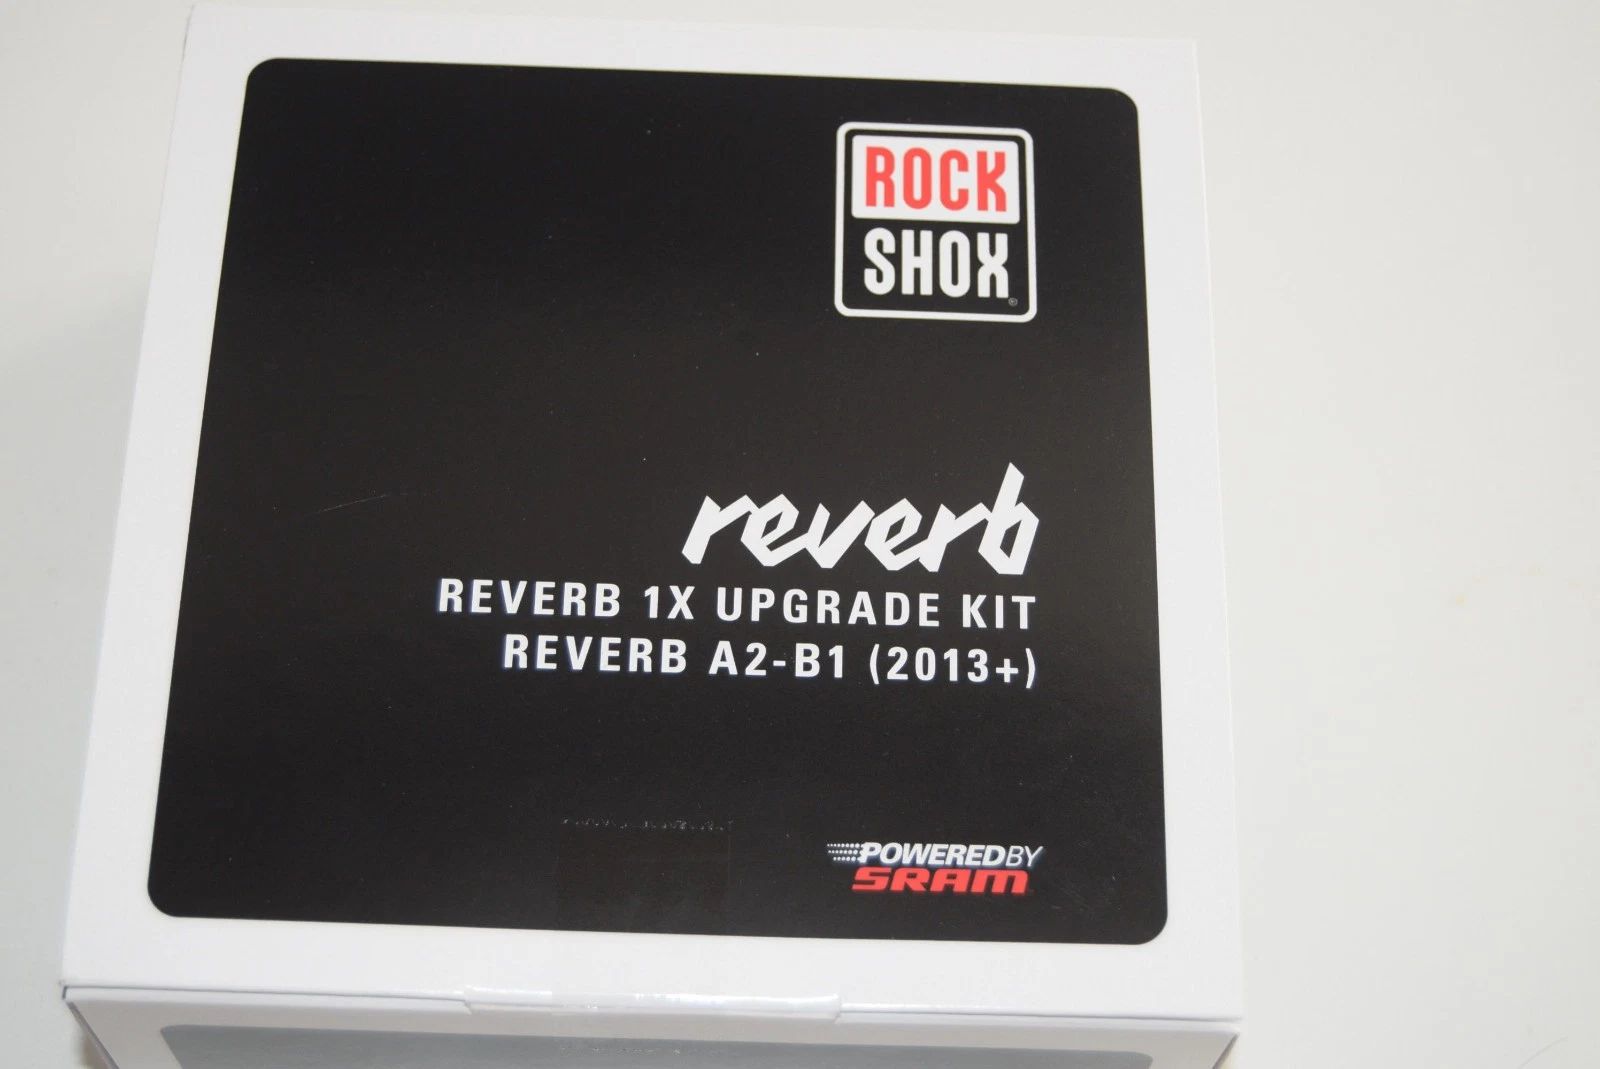 ROCK
SHOX®
reverb
REVERB 1X UPGRADE KIT
REVERB A2-B1 (2013+)
POWERED BY
SRAM